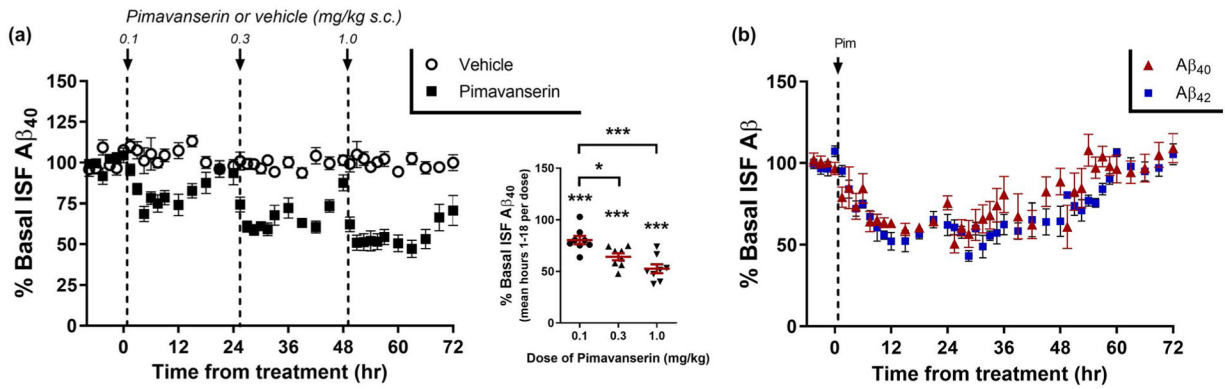 Pimavanserin or vehicle (mg/kg s.c.)
(a)
0.1 0.3 1.0
Vehicle
Pimavanserin
% Basal ISF Aβ40
150
125
100
75
50
25
0
0 12 24 36 48 60 72
Time from treatment (hr)
% Basal ISF Aβ40
(mean hours 1-18 per dose)
150
100
50
0
***
*
***
***
***
0.1 0.3 1.0
Dose of Pimavanserin (mg/kg)
(b)
Pim
Aβ40
Aβ42
% Basal ISF Aβ
150
125
100
75
50
25
0
0 12 24 36 48 60 72
Time from treatment (hr)